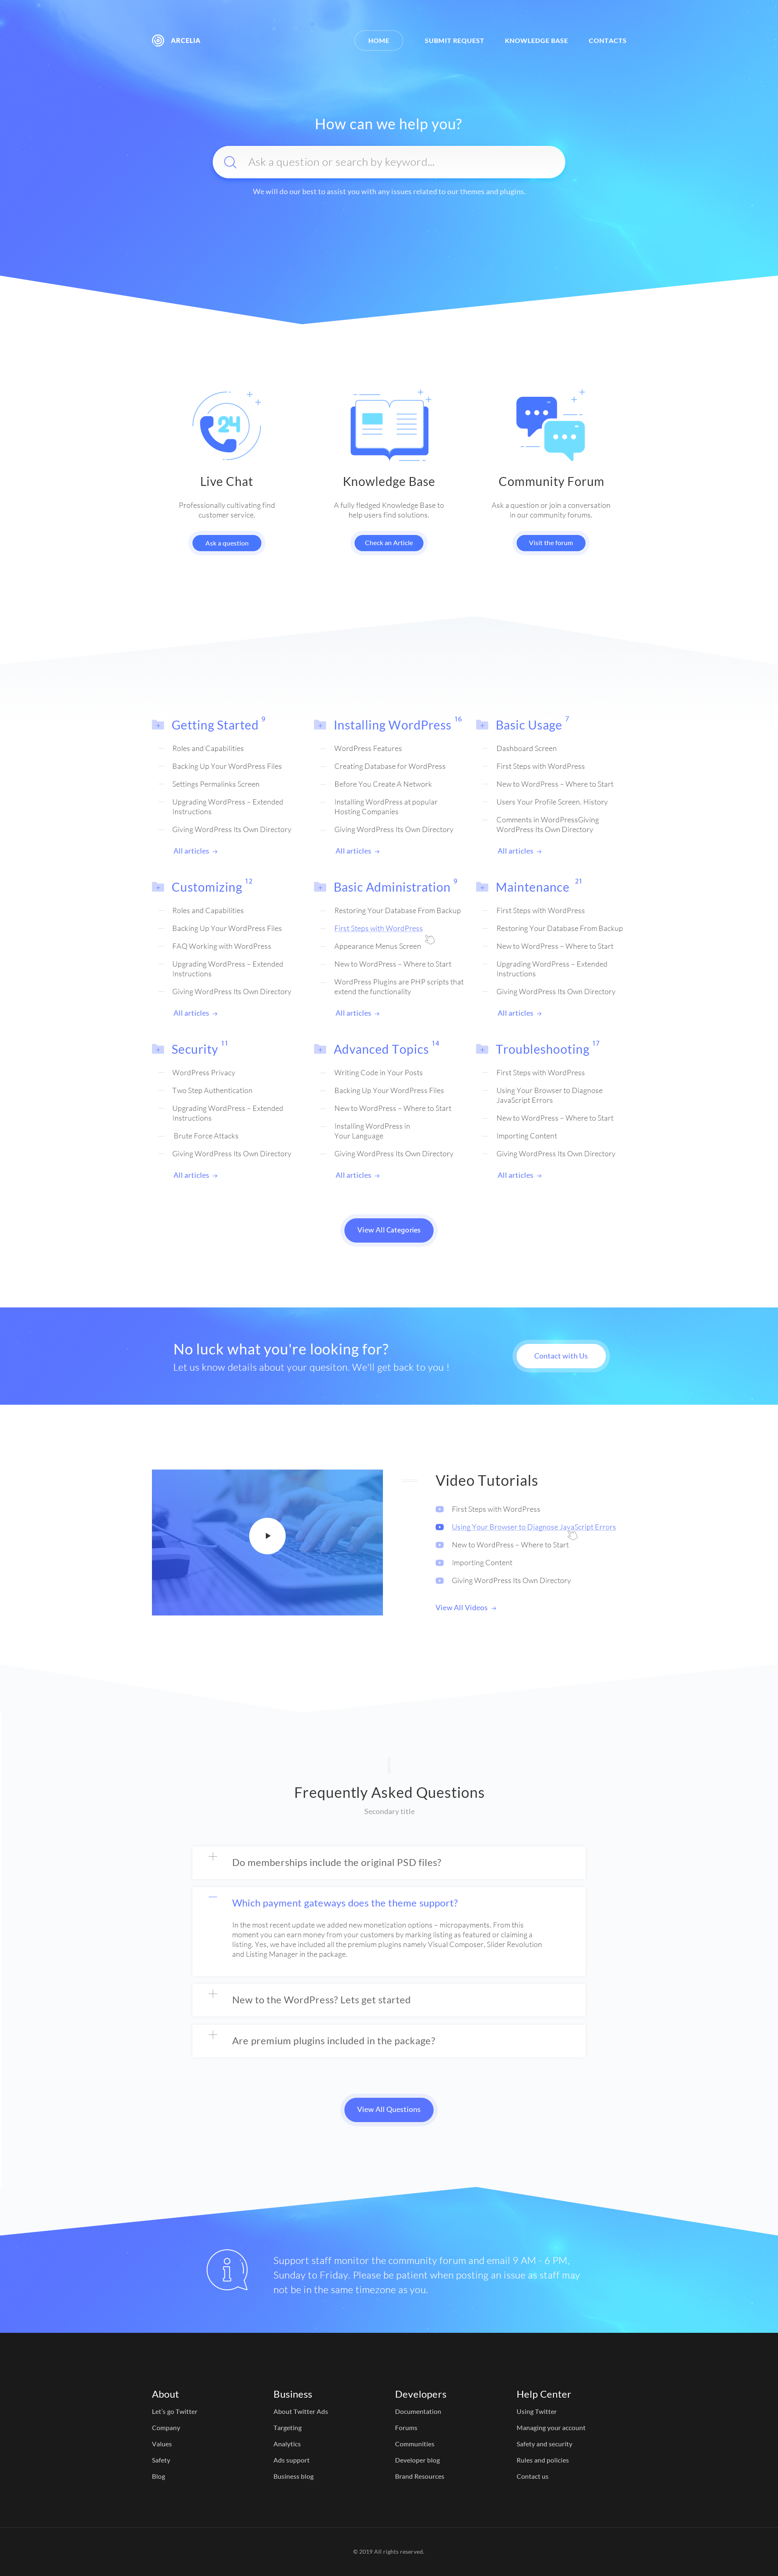 ARCELIA
HOME
SUBMIT REQUEST
KNOWLEDGE BASE
CONTACTS
How can we help you?
Ask a question or search by keyword...
We will do our best to assist you with any issues related to our themes and plugins.
24
Live Chat
Professionally cultivating find
customer service.
Ask a question
Knowledge Base
A fully fledged Knowledge Base to
help users find solutions.
Check an Article
Community Forum
Ask a question or join a conversation
in our community forums.
Visit the forum
Getting Started 9
Roles and Capabilities
Backing Up Your WordPress Files
Settings Permalinks Screen
Upgrading WordPress – Extended
Instructions
Giving WordPress Its Own Directory
All articles →
Installing WordPress 16
WordPress Features
Creating Database for WordPress
Before You Create A Network
Installing WordPress at popular
Hosting Companies
Giving WordPress Its Own Directory
All articles →
Basic Usage 7
Dashboard Screen
First Steps with WordPress
New to WordPress – Where to Start
Users Your Profile Screen. History
Comments in WordPressGiving
WordPress Its Own Directory
All articles →
Customizing 12
Roles and Capabilities
Backing Up Your WordPress Files
FAQ Working with WordPress
Upgrading WordPress – Extended
Instructions
Giving WordPress Its Own Directory
All articles →
Basic Administration 9
Restoring Your Database From Backup
First Steps with WordPress
Appearance Menus Screen
New to WordPress – Where to Start
WordPress Plugins are PHP scripts that
extend the functionality
All articles →
Maintenance 21
First Steps with WordPress
Restoring Your Database From Backup
New to WordPress – Where to Start
Upgrading WordPress – Extended
Instructions
Giving WordPress Its Own Directory
All articles →
Security 11
WordPress Privacy
Two Step Authentication
Upgrading WordPress – Extended
Instructions
Brute Force Attacks
Giving WordPress Its Own Directory
All articles →
Advanced Topics 14
Writing Code in Your Posts
Backing Up Your WordPress Files
New to WordPress – Where to Start
Installing WordPress in
Your Language
Giving WordPress Its Own Directory
All articles →
Troubleshooting 17
First Steps with WordPress
Using Your Browser to Diagnose
JavaScript Errors
New to WordPress – Where to Start
Importing Content
Giving WordPress Its Own Directory
All articles →
View All Categories
No luck what you're looking for?
Let us know details about your quesiton. We'll get back to you !
Contact with Us
Video Tutorials
First Steps with WordPress
Using Your Browser to Diagnose JavaScript Errors
New to WordPress – Where to Start
Importing Content
Giving WordPress Its Own Directory
View All Videos →
Frequently Asked Questions
Secondary title
Do memberships include the original PSD files?
Which payment gateways does the theme support?
In the most recent update we added new monetization options – micropayments. From this
moment you can earn money from your customers by marking listing as featured or claiming a
listing. Yes, we have included all the premium plugins namely Visual Composer, Slider Revolution
and Listing Manager in the package.
New to the WordPress? Lets get started
Are premium plugins included in the package?
View All Questions
Support staff monitor the community forum and email 9 AM - 6 PM,
Sunday to Friday. Please be patient when posting an issue as staff may
not be in the same timezone as you.
About
Let's go Twitter
Company
Values
Safety
Blog
Business
About Twitter Ads
Targeting
Analytics
Ads support
Business blog
Developers
Documentation
Forums
Communities
Developer blog
Brand Resources
Help Center
Using Twitter
Managing your account
Safety and security
Rules and policies
Contact us
© 2019 All rights reserved.